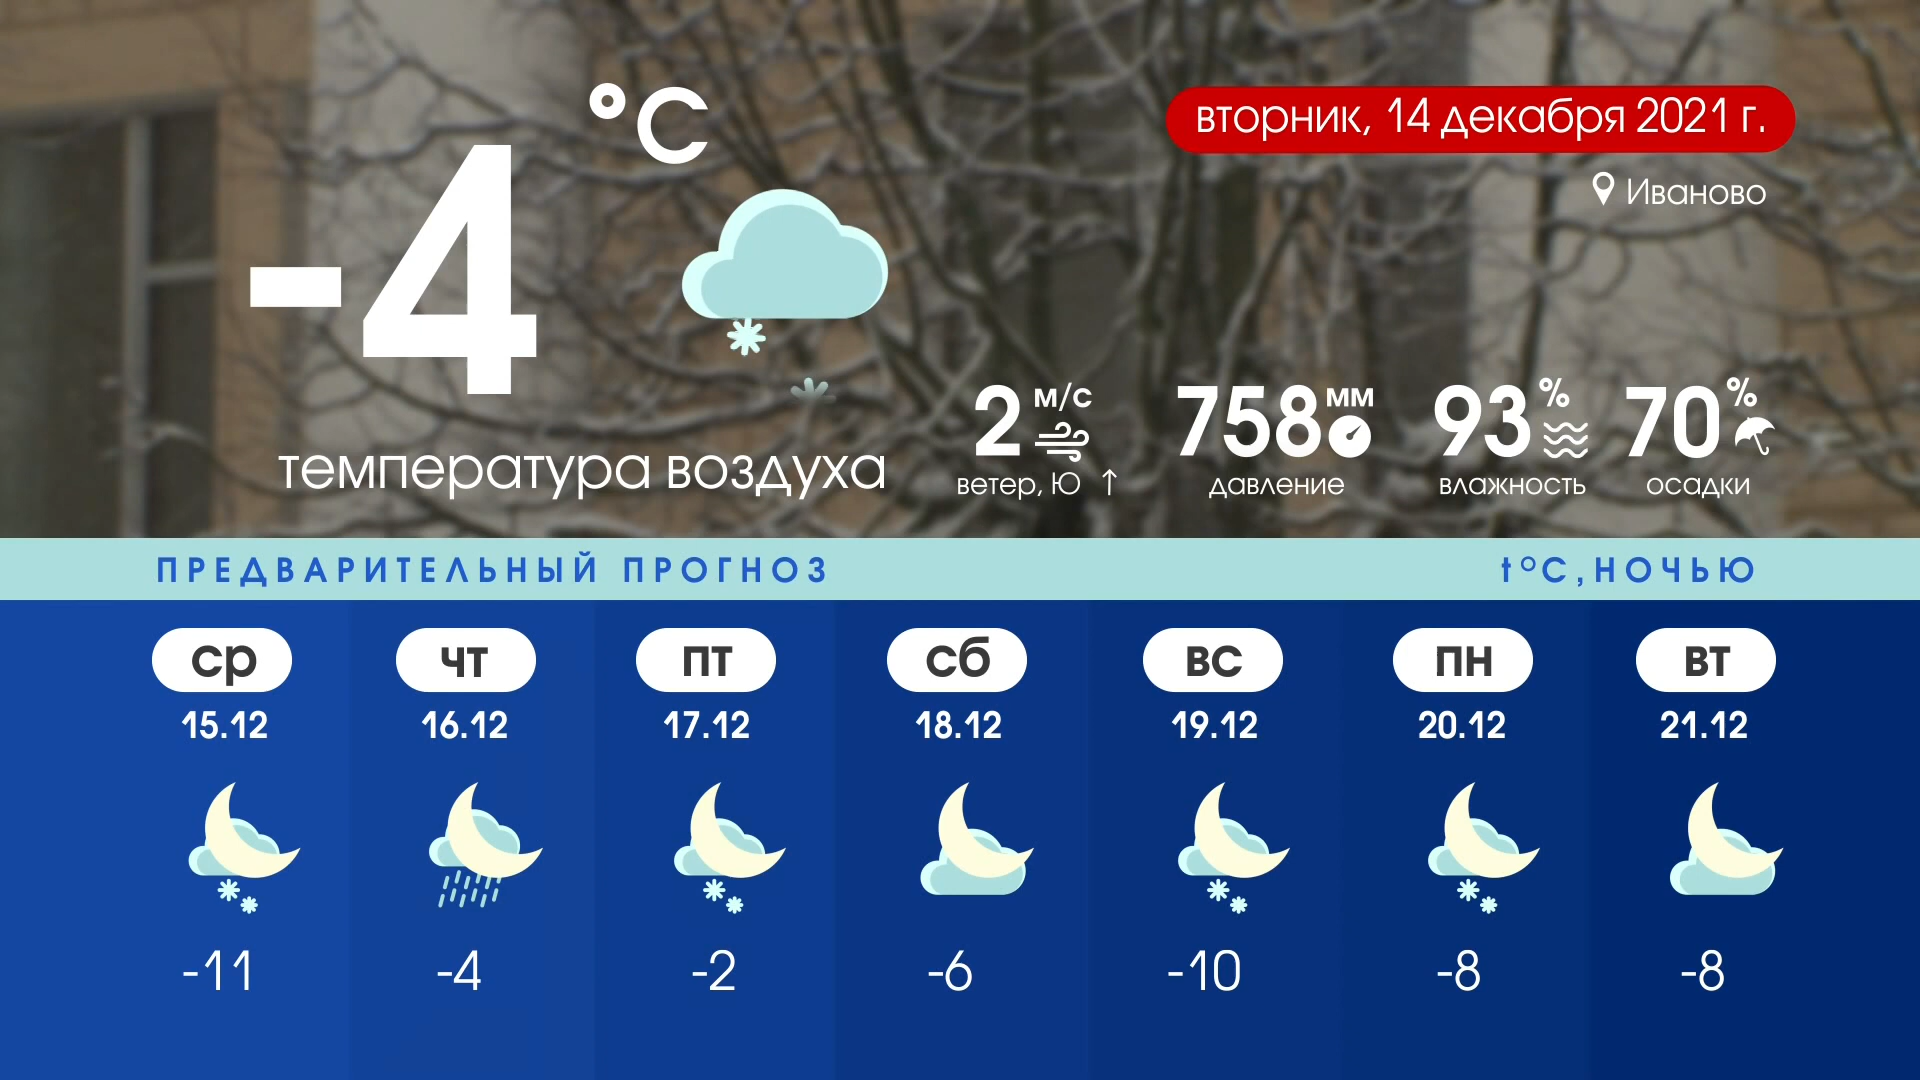 °C
-4
температура воздуха
вторник, 14 декабря 2021 г.
Иваново
2 м/с
ветер, Ю ↑
758 мм
давление
93 %
влажность
70 %
осадки
ПРЕДВАРИТЕЛЬНЫЙ ПРОГНОЗ
t°C, НОЧЬЮ
ср чт пт сб вс пн вт
15.12 16.12 17.12 18.12 19.12 20.12 21.12
-11 -4 -2 -6 -10 -8 -8